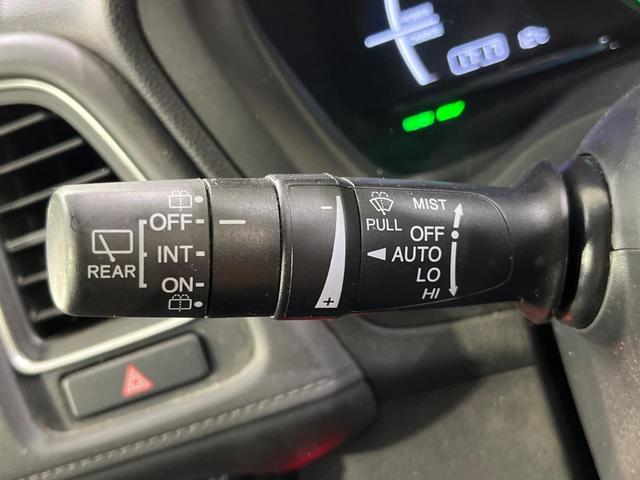 OFF
INT
ON
REAR
−
+
PULL
MIST
OFF
AUTO
LO
HI